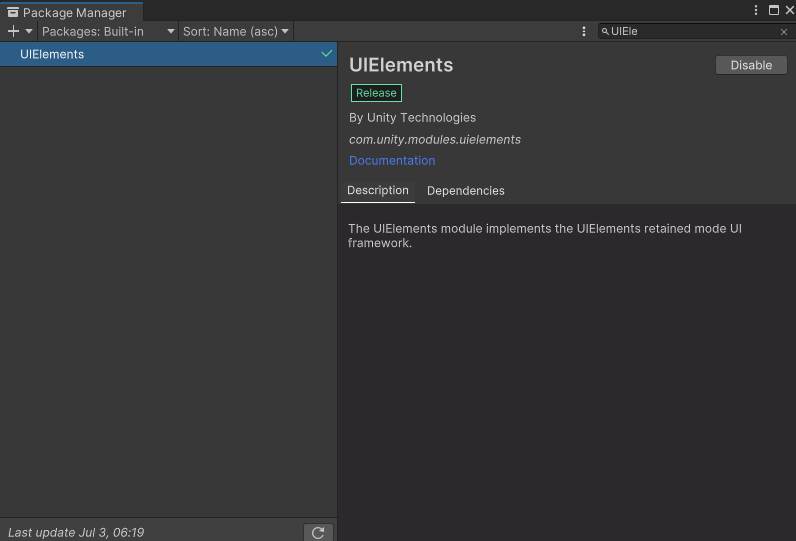 Package Manager
Packages: Built-in Sort: Name (asc) UIEle
UIElements
UIElements
Disable
Release
By Unity Technologies
com.unity.modules.uielements
Documentation
Description Dependencies
The UIElements module implements the UIElements retained mode UI
framework.
Last update Jul 3, 06:19